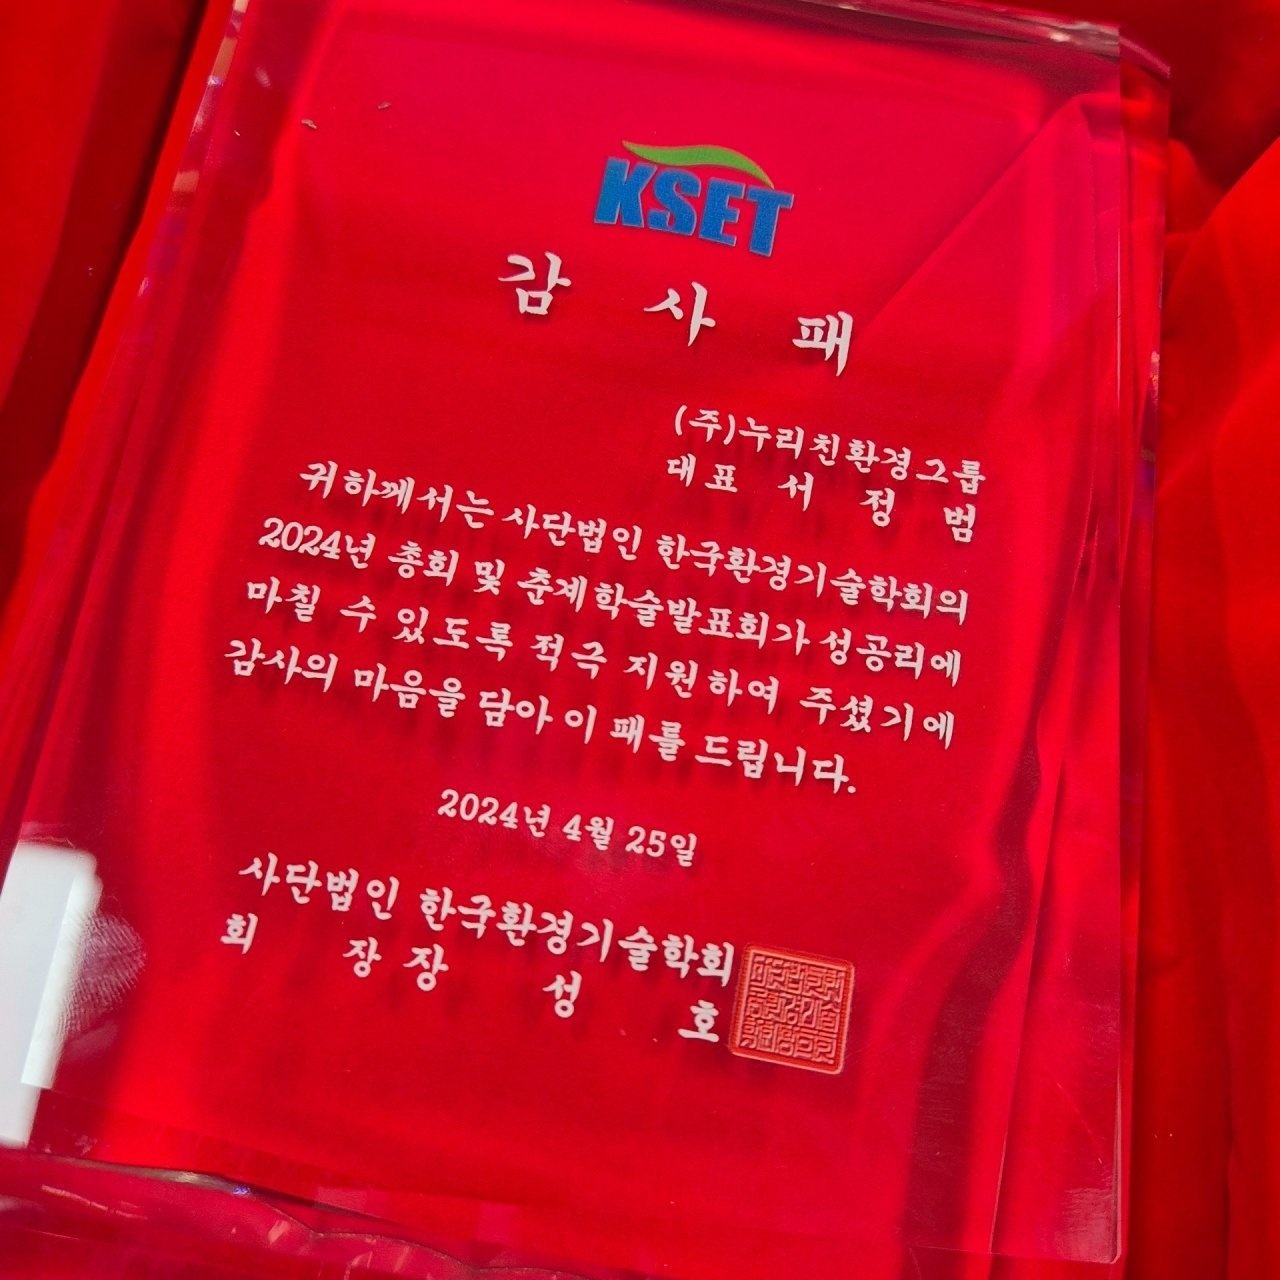 KSET
감 사 패
(주)누리친환경그룹
대표 서 정 범
귀하께서는 사단법인 한국환경기술학회의
2024년 총회 및 춘계학술발표회가 성공리에
마칠 수 있도록 적극 지원하여 주셨기에
감사의 마음을 담아 이 패를 드립니다.
2024년 4월 25일
사단법인 한국환경기술학회
회 장 장 성 호